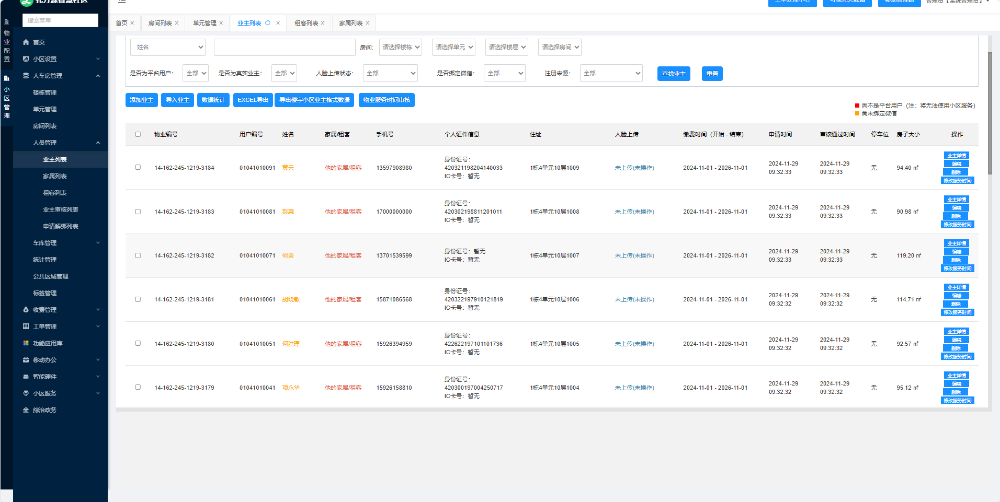 搜索菜单
物业配置
小区管理
首页
小区设置
人车房管理
楼栋管理
单元管理
房间列表
人员管理
业主列表
家属列表
租客列表
业主审核列表
申请解绑列表
车库管理
统计管理
公共区域管理
标签管理
收费管理
工单管理
功能应用库
移动办公
智能硬件
小区服务
综治政务
管理员【系统管理员】
首页 X 房间列表 X 单元管理 X 业主列表 X 租客列表 X 家属列表 X
姓名 房间: 请选择楼栋 请选择单元 请选择楼层 请选择房间
是否为平台用户： 全部 是否为真实业主： 全部 人脸上传状态： 全部 是否绑定微信： 全部 注册来源： 全部 查找业主 重置
添加业主 导入业主 数据统计 EXCEL导出 导出楼宇小区业主格式数据 物业服务时间审核
尚不是平台用户（注：将无法使用小区服务）
尚未绑定微信
物业编号 用户编号 姓名 家属/租客 手机号 个人证件信息 住址 人脸上传 缴费时间（开始 - 结束） 申请时间 审核通过时间 停车位 房子大小 操作
14-162-245-1219-3184 01041010091 黄云 他的家属/租客 13597908980 身份证号：420321198204140033 IC卡号：暂无 1栋4单元10层1009 未上传(未操作) 2024-11-01 - 2026-11-01 2024-11-29 09:32:33 2024-11-29 09:32:33 无 94.40 ㎡ 业主详情 编辑 删除 修改服务时间
14-162-245-1219-3183 01041010081 彭梁 他的家属/租客 17000000000 身份证号：420302198811201011 IC卡号：暂无 1栋4单元10层1008 未上传(未操作) 2024-11-01 - 2026-11-01 2024-11-29 09:32:33 2024-11-29 09:32:33 无 90.98 ㎡ 业主详情 编辑 删除 修改服务时间
14-162-245-1219-3182 01041010071 何勇 他的家属/租客 13701539599 身份证号：暂无 IC卡号：暂无 1栋4单元10层1007 未上传(未操作) 2024-11-01 - 2026-11-01 2024-11-29 09:32:33 2024-11-29 09:32:33 无 119.20 ㎡ 业主详情 编辑 删除 修改服务时间
14-162-245-1219-3181 01041010061 胡晓敏 他的家属/租客 15871086568 身份证号：420322197910121819 IC卡号：暂无 1栋4单元10层1006 未上传(未操作) 2024-11-01 - 2026-11-01 2024-11-29 09:32:32 2024-11-29 09:32:32 无 114.71 ㎡ 业主详情 编辑 删除 修改服务时间
14-162-245-1219-3180 01041010051 何胜理 他的家属/租客 15926394959 身份证号：422622197101101736 IC卡号：暂无 1栋4单元10层1005 未上传(未操作) 2024-11-01 - 2026-11-01 2024-11-29 09:32:32 2024-11-29 09:32:32 无 92.57 ㎡ 业主详情 编辑 删除 修改服务时间
14-162-245-1219-3179 01041010041 项永华 他的家属/租客 15926158810 身份证号：420300197004250717 IC卡号：暂无 1栋4单元10层1004 未上传(未操作) 2024-11-01 - 2026-11-01 2024-11-29 09:32:32 2024-11-29 09:32:32 无 95.12 ㎡ 业主详情 编辑 删除 修改服务时间